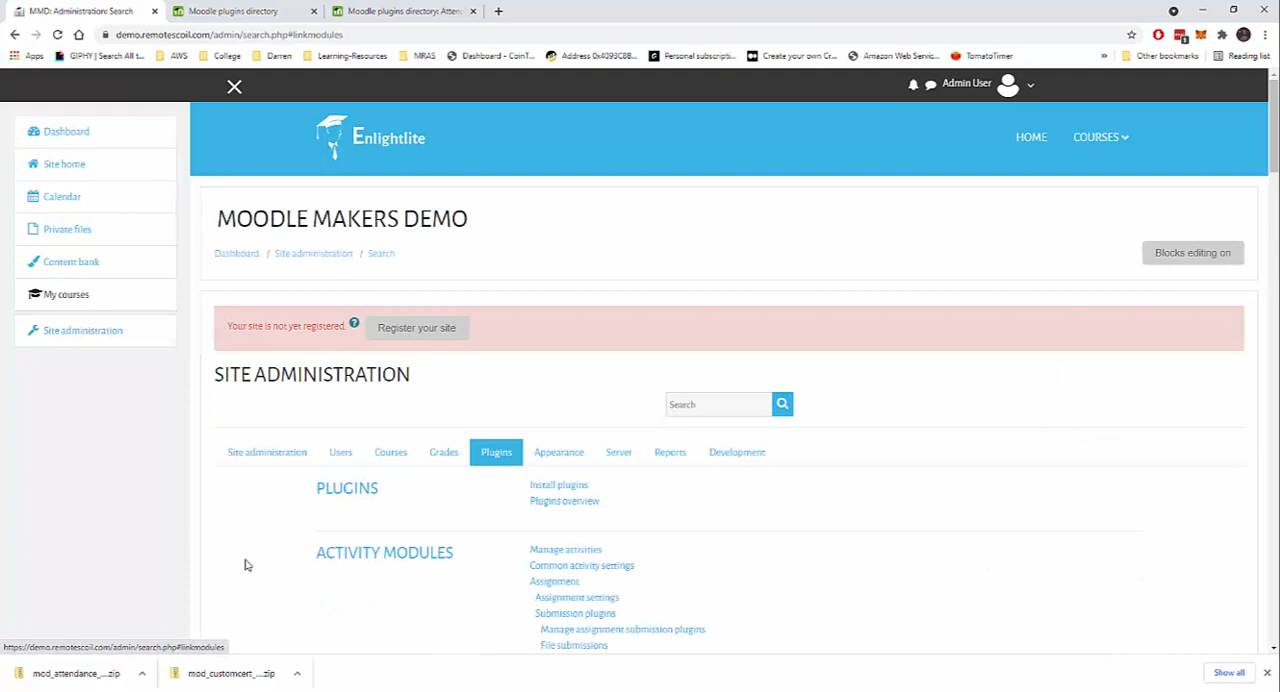 MMD: Administration: Search
Moodle plugins directory
Moodle plugins directory: Atten
demo.remotescoil.com/admin/search.php#linkmodules
Apps
GIPHY | Search All t...
AWS
College
Darren
Learning-Resources
MRAS
Dashboard - CoinT...
Address 0x4093C8B...
Personal subscripti...
Create your own Cr...
Amazon Web Servic...
TomatoTimer
»
Other bookmarks
Reading list
Admin User
Dashboard
Site home
Calendar
Private files
Content bank
My courses
Site administration
Enlightlite
HOME
COURSES
MOODLE MAKERS DEMO
Dashboard / Site administration / Search
Blocks editing on
Your site is not yet registered.
Register your site
SITE ADMINISTRATION
Search
Site administration
Users
Courses
Grades
Plugins
Appearance
Server
Reports
Development
PLUGINS
Install plugins
Plugins overview
ACTIVITY MODULES
Manage activities
Common activity settings
Assignment
Assignment settings
Submission plugins
Manage assignment submission plugins
File submissions
https://demo.remotescoil.com/admin/search.php#linkmodules
mod_attendance_....zip
mod_customcert_....zip
Show all